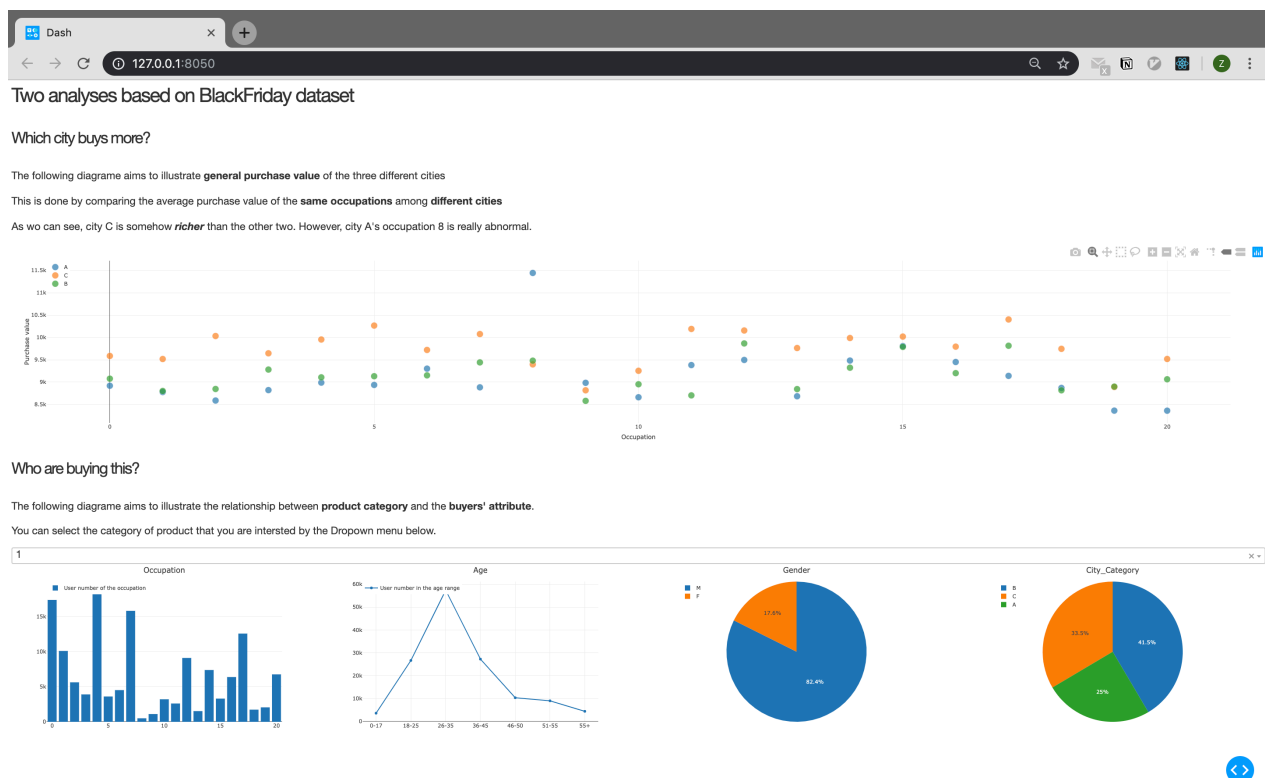 Dash
127.0.0.1:8050
Two analyses based on BlackFriday dataset
Which city buys more?
The following diagrame aims to illustrate general purchase value of the three different cities
This is done by comparing the average purchase value of the same occupations among different cities
As wo can see, city C is somehow richer than the other two. However, city A's occupation 8 is really abnormal.
11.5k
11k
10.5k
10k
9.5k
9k
8.5k
Purchase value
A
C
B
0 5 10 15 20
Occupation
Who are buying this?
The following diagrame aims to illustrate the relationship between product category and the buyers' attribute.
You can select the category of product that you are intersted by the Dropown menu below.
1
Occupation
User number of the occupation
15k
10k
5k
0
0 5 10 15 20
Age
User number in the age range
60k
50k
40k
30k
20k
10k
0
0-17 18-25 26-35 36-45 46-50 51-55 55+
Gender
M
F
17.6%
82.4%
City_Category
B
C
A
33.5%
41.5%
25%
Z